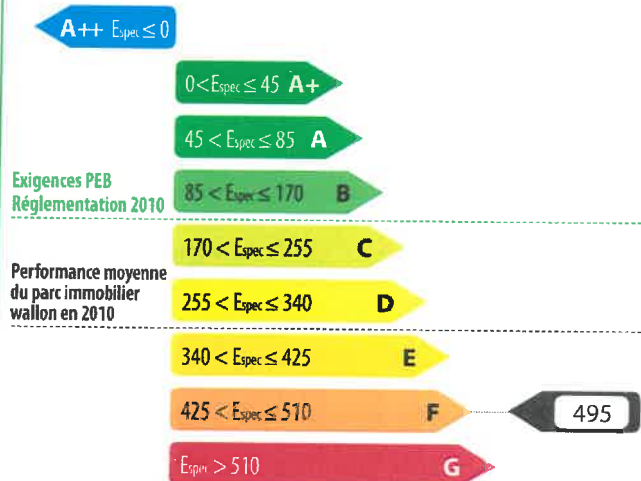 A++ Espec ≤ 0
0 < Espec ≤ 45 A+
45 < Espec ≤ 85 A
Exigences PEB
Réglementation 2010
85 < Espec ≤ 170 B
170 < Espec ≤ 255 C
Performance moyenne
du parc immobilier
wallon en 2010
255 < Espec ≤ 340 D
340 < Espec ≤ 425 E
425 < Espec ≤ 510 F
495
Espec > 510 G